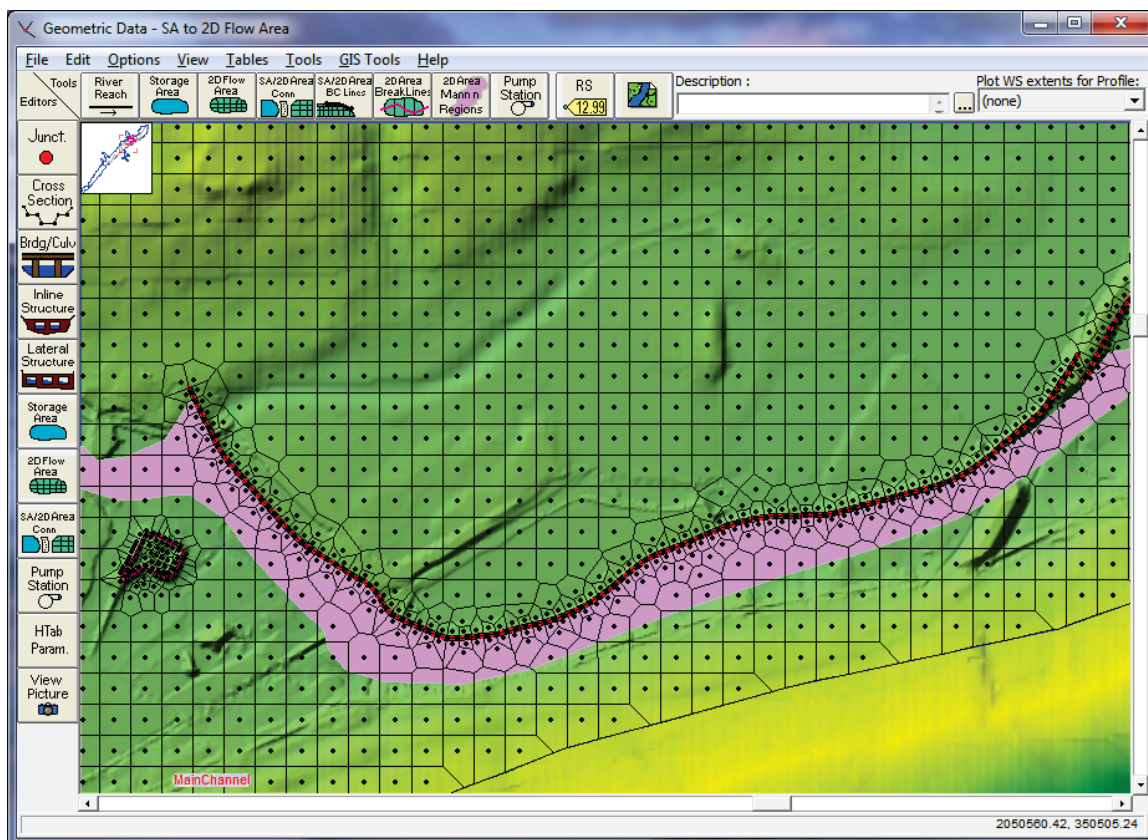 Geometric Data - SA to 2D Flow Area
File Edit Options View Tables Tools GIS Tools Help
Tools
Editors
River
Reach
Storage
Area
2D Flow
Area
SA/2D Area
Conn
SA/2D Area
BC Lines
2D Area
BreakLines
2D Area
Mann n
Regions
Pump
Station
RS
12.99
Description :
...
Plot WS extents for Profile:
(none)
Junct.
Cross
Section
Brdg/Culv
Inline
Structure
Lateral
Structure
Storage
Area
2D Flow
Area
SA/2D Area
Conn
Pump
Station
HTab
Param.
View
Picture
MainChannel
2050560.42, 350505.24